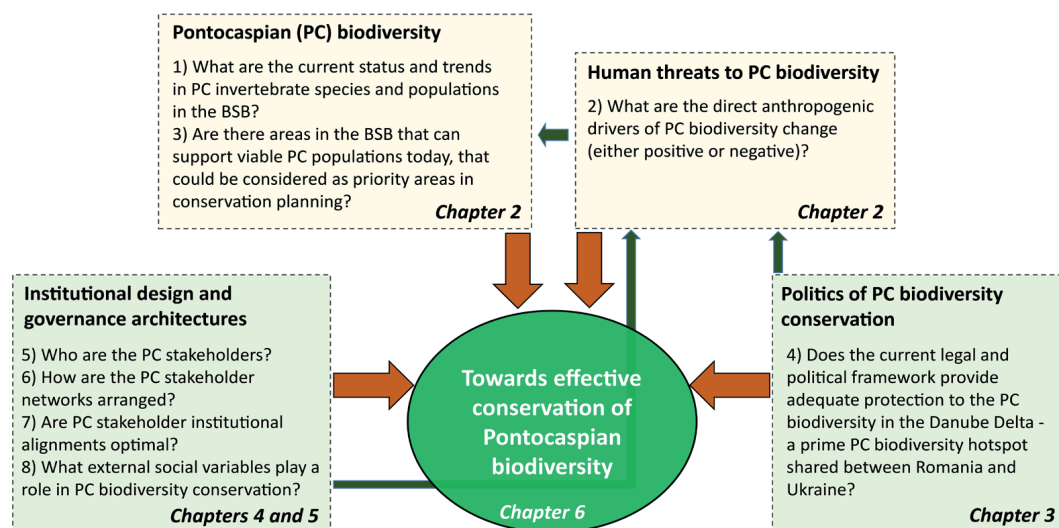 Pontocaspian (PC) biodiversity
1) What are the current status and trends
in PC invertebrate species and populations
in the BSB?
3) Are there areas in the BSB that can
support viable PC populations today, that
could be considered as priority areas in
conservation planning?
Chapter 2
Human threats to PC biodiversity
2) What are the direct anthropogenic
drivers of PC biodiversity change
(either positive or negative)?
Chapter 2
Institutional design and
governance architectures
5) Who are the PC stakeholders?
6) How are the PC stakeholder
networks arranged?
7) Are PC stakeholder institutional
alignments optimal?
8) What external social variables play a
role in PC biodiversity conservation?
Chapters 4 and 5
Towards effective
conservation of
Pontocaspian
biodiversity
Chapter 6
Politics of PC biodiversity
conservation
4) Does the current legal and
political framework provide
adequate protection to the PC
biodiversity in the Danube Delta -
a prime PC biodiversity hotspot
shared between Romania and
Ukraine?
Chapter 3